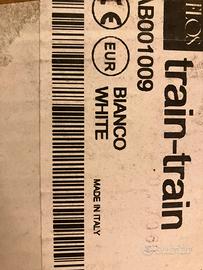 FLOS
train-train
AB001009
CE EUR
BIANCO
WHITE
MADE IN ITALY